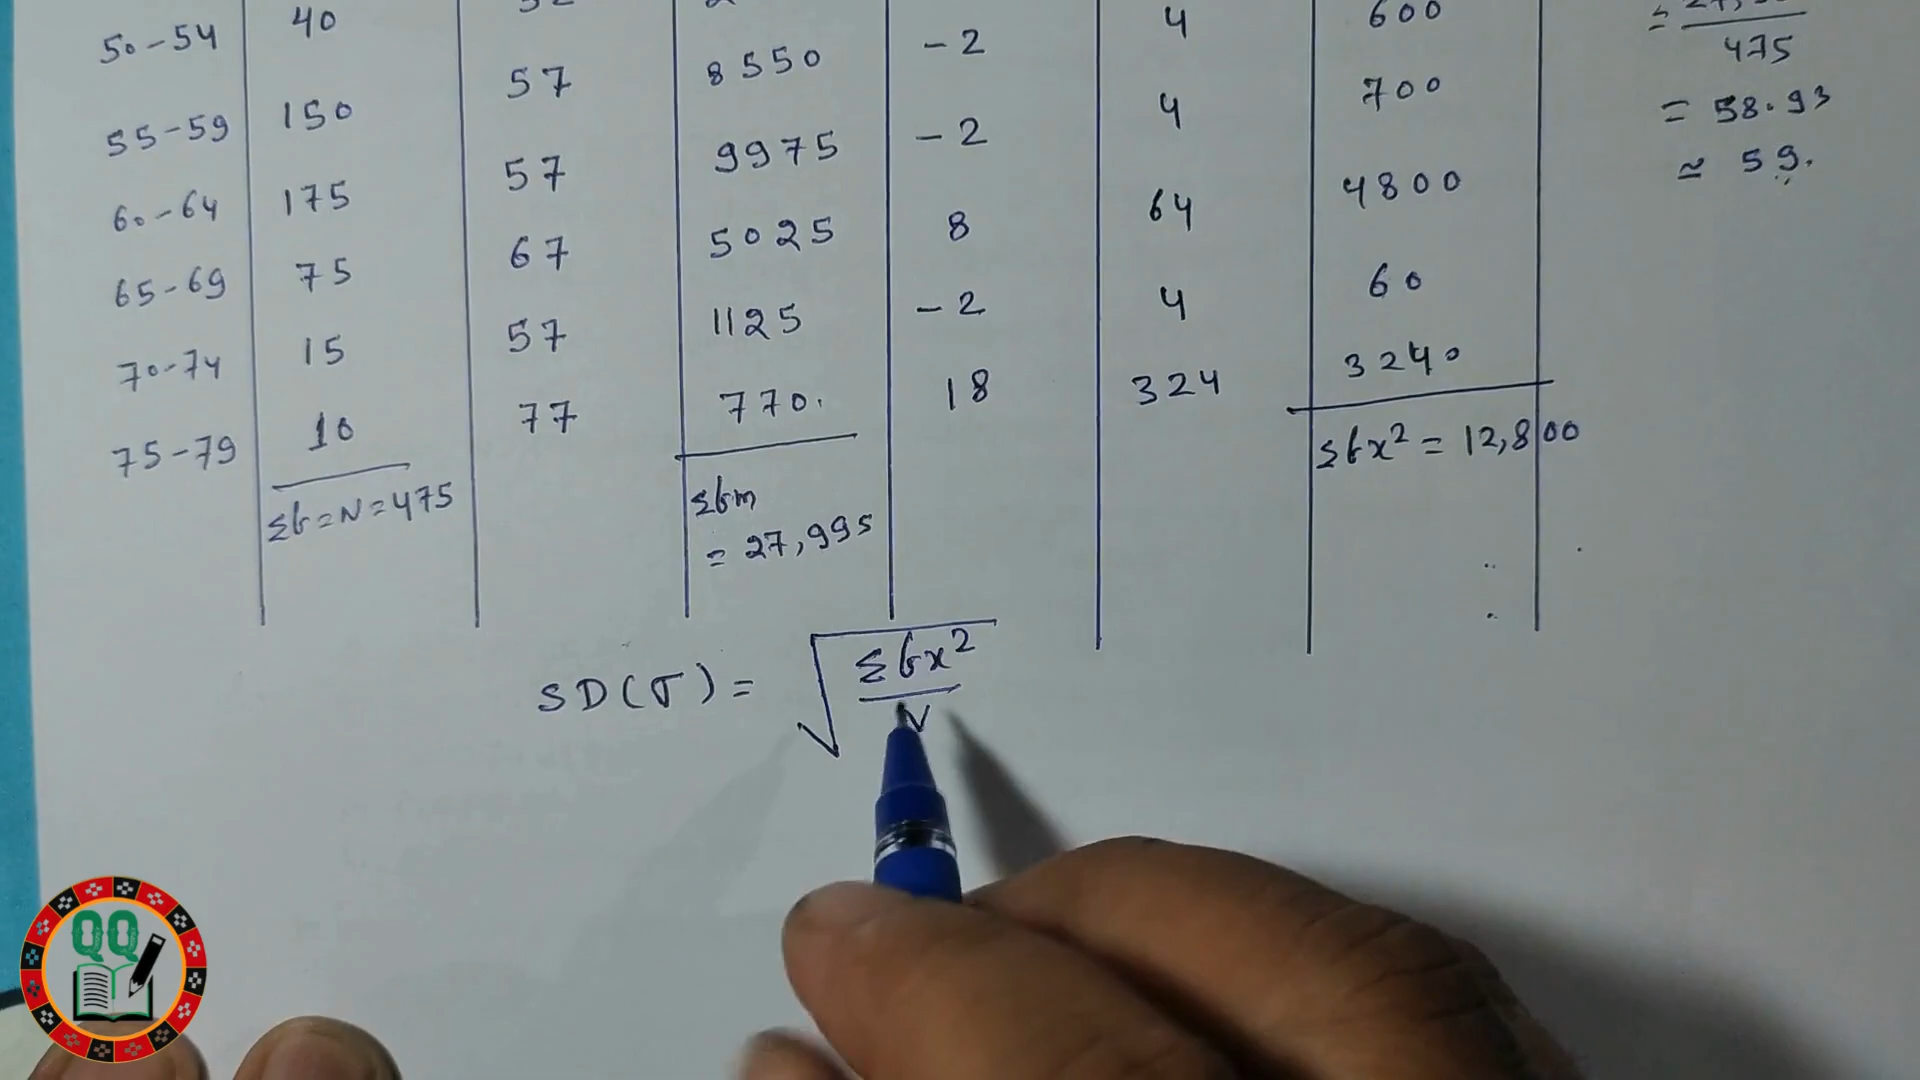 50-54 40
57 8550 -2 4 600
55-59 150 57 9975 -2 4 700
60-64 175 67 5025 8 64 4800
65-69 75 57 1125 -2 4 60
70-74 15 77 770. 18 324 3240
75-79 10
Σf=N=475
Σfm
= 27,995
Σfx² = 12,800
475
= 58.93
≃ 59.
SD(σ) = √Σfx²
N
QQ